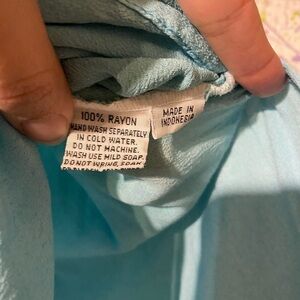 100% RAYON
HAND WASH SEPARATELY
IN COLD WATER.
DO NOT MACHINE.
WASH USE MILD SOAP.
DO NOT WRING, SOAK
MADE IN
INDONESIA